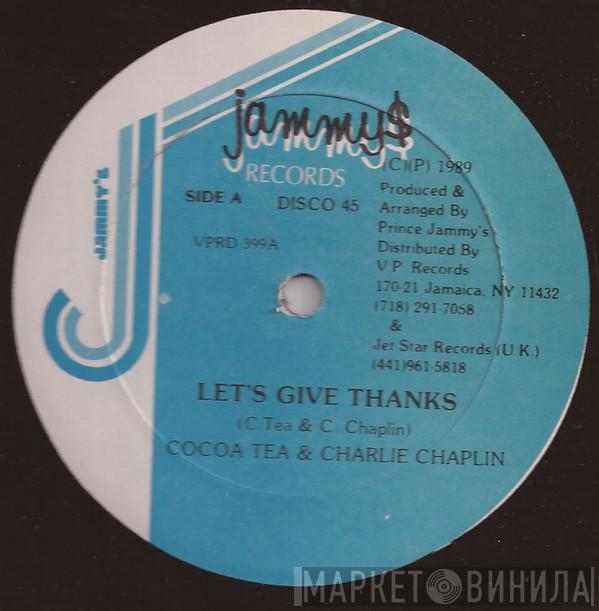 jammy$
RECORDS
JAMMY'S
SIDE A DISCO 45
VPRD 399A
(C)(P) 1989
Produced &
Arranged By
Prince Jammy's
Distributed By
V.P. Records
170-21 Jamaica, NY 11432
(718) 291-7058
&
Jet Star Records (U.K.)
(441)961-5818
LET'S GIVE THANKS
(C.Tea & C. Chaplin)
COCOA TEA & CHARLIE CHAPLIN
МАРКЕТ ВИНИЛА